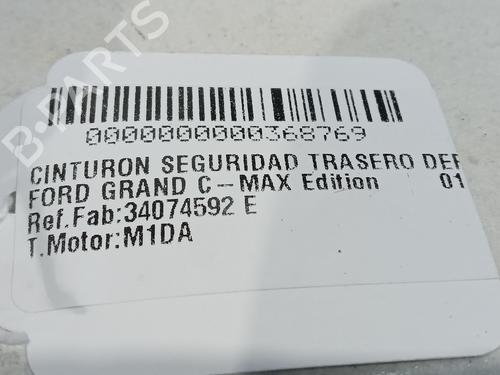 B-PARTS
0000000000368769
CINTURON SEGURIDAD TRASERO DER
FORD GRAND C-MAX Edition 01
Ref.Fab:34074592 E
T.Motor:M1DA